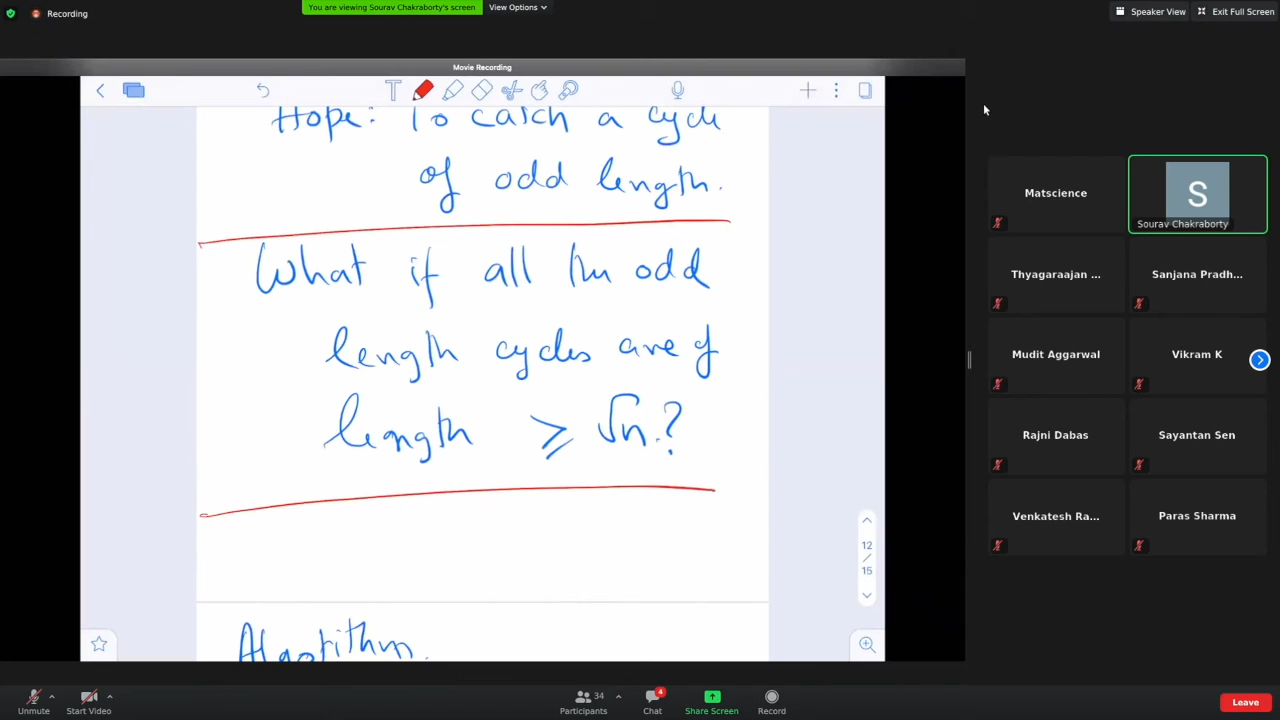 Recording
You are viewing Sourav Chakraborty's screen
View Options
Speaker View
Exit Full Screen
Movie Recording
T
Hope: To catch a cycle
of odd length.
What if all the odd
length cycles are of
length ≥ √n.?
Algorithm.
12
/
15
Matscience
S
Sourav Chakraborty
Thyagaraajan ...
Sanjana Pradh...
Mudit Aggarwal
Vikram K
Rajni Dabas
Sayantan Sen
Venkatesh Ra...
Paras Sharma
Unmute
Start Video
34
Participants
4
Chat
Share Screen
Record
Leave